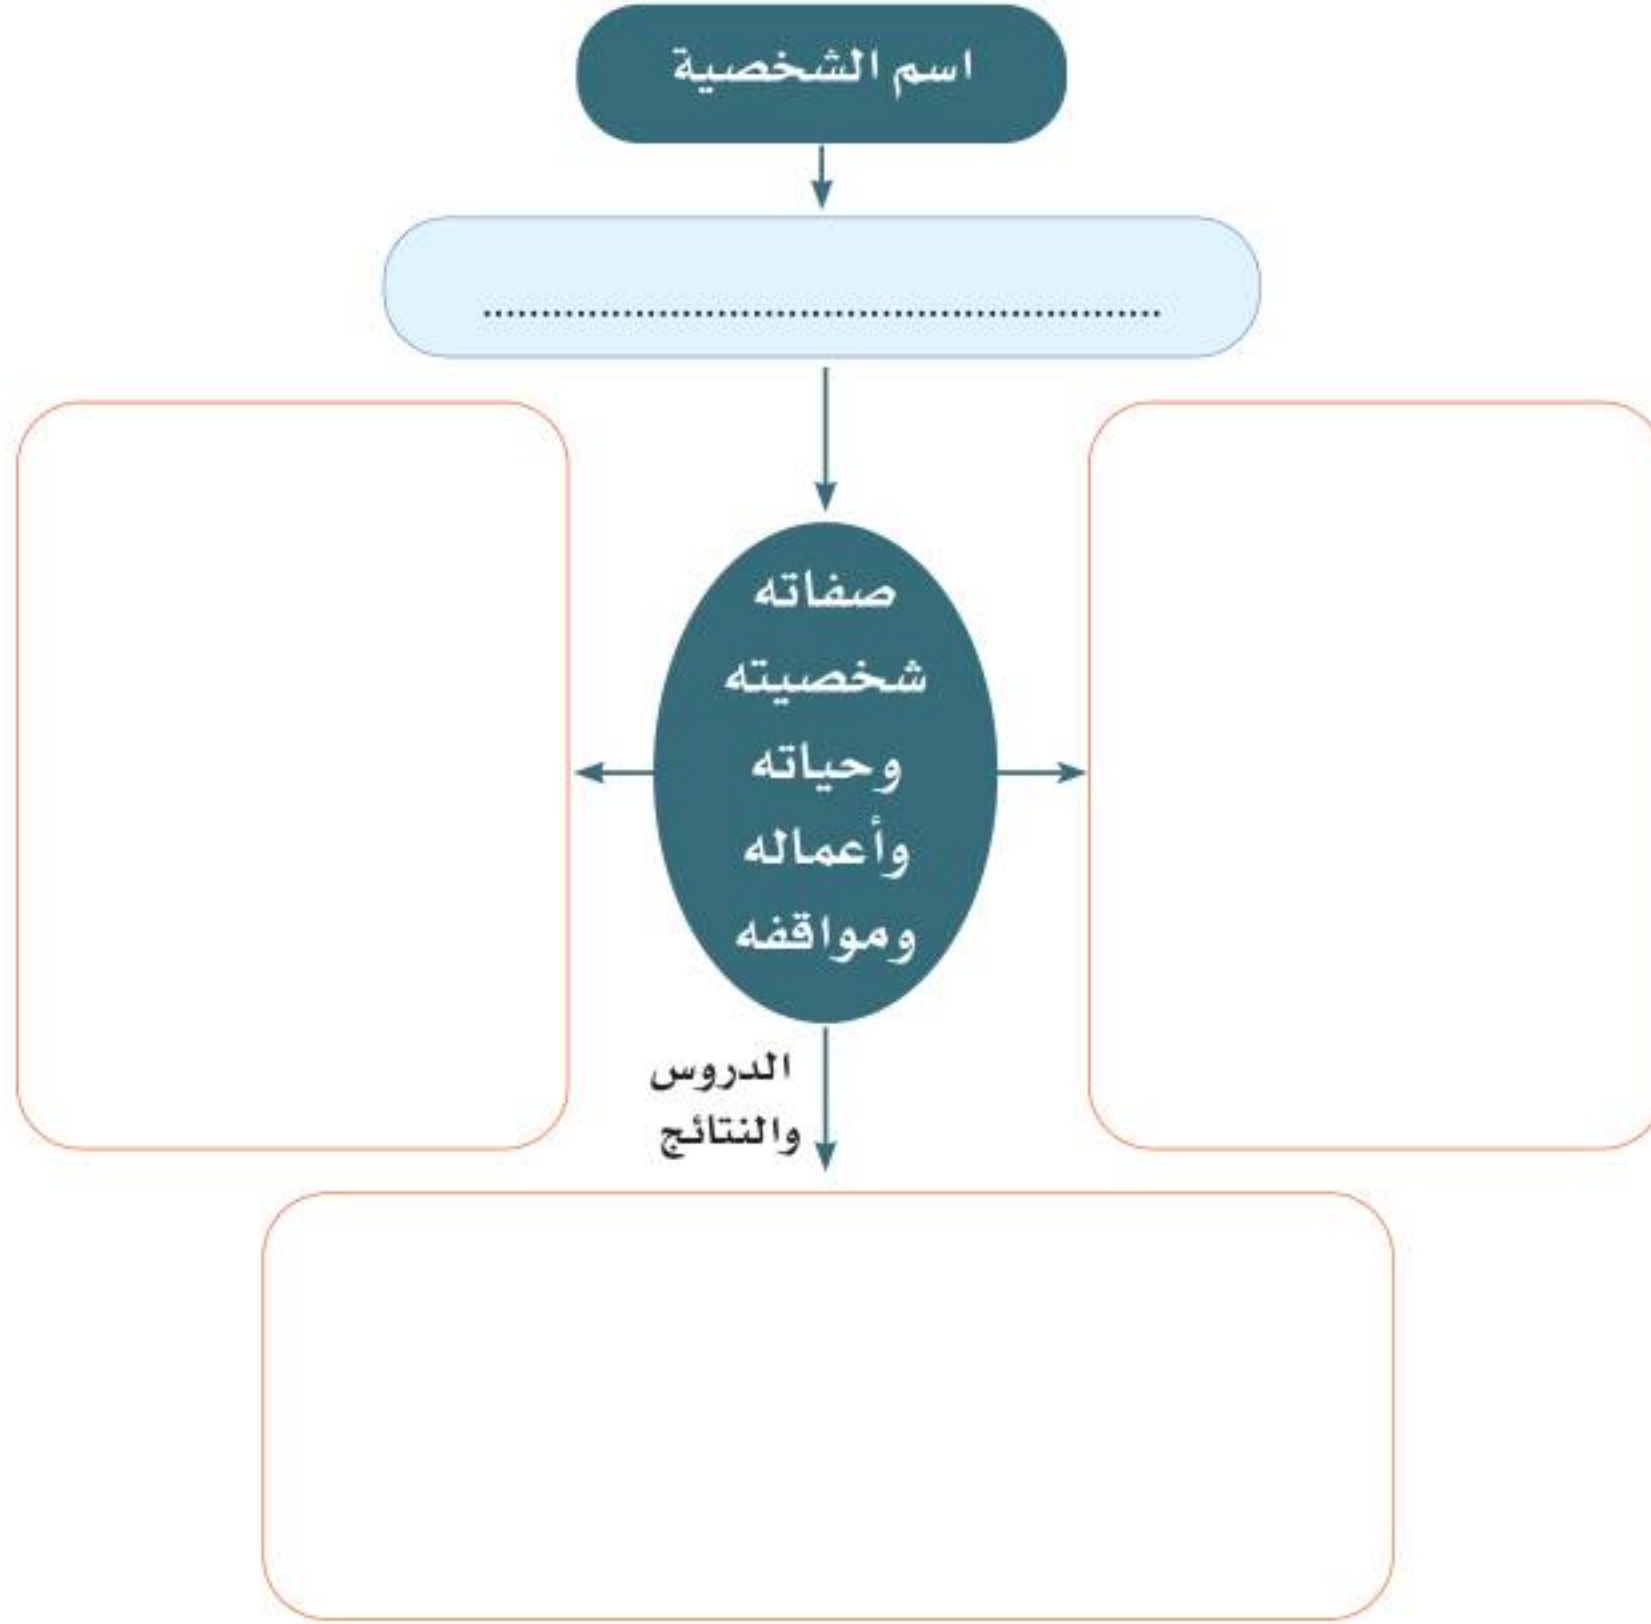 اسم الشخصية
......................................................
صفاته
شخصيته
وحياته
وأعماله
ومواقفه
الدروس
والنتائج